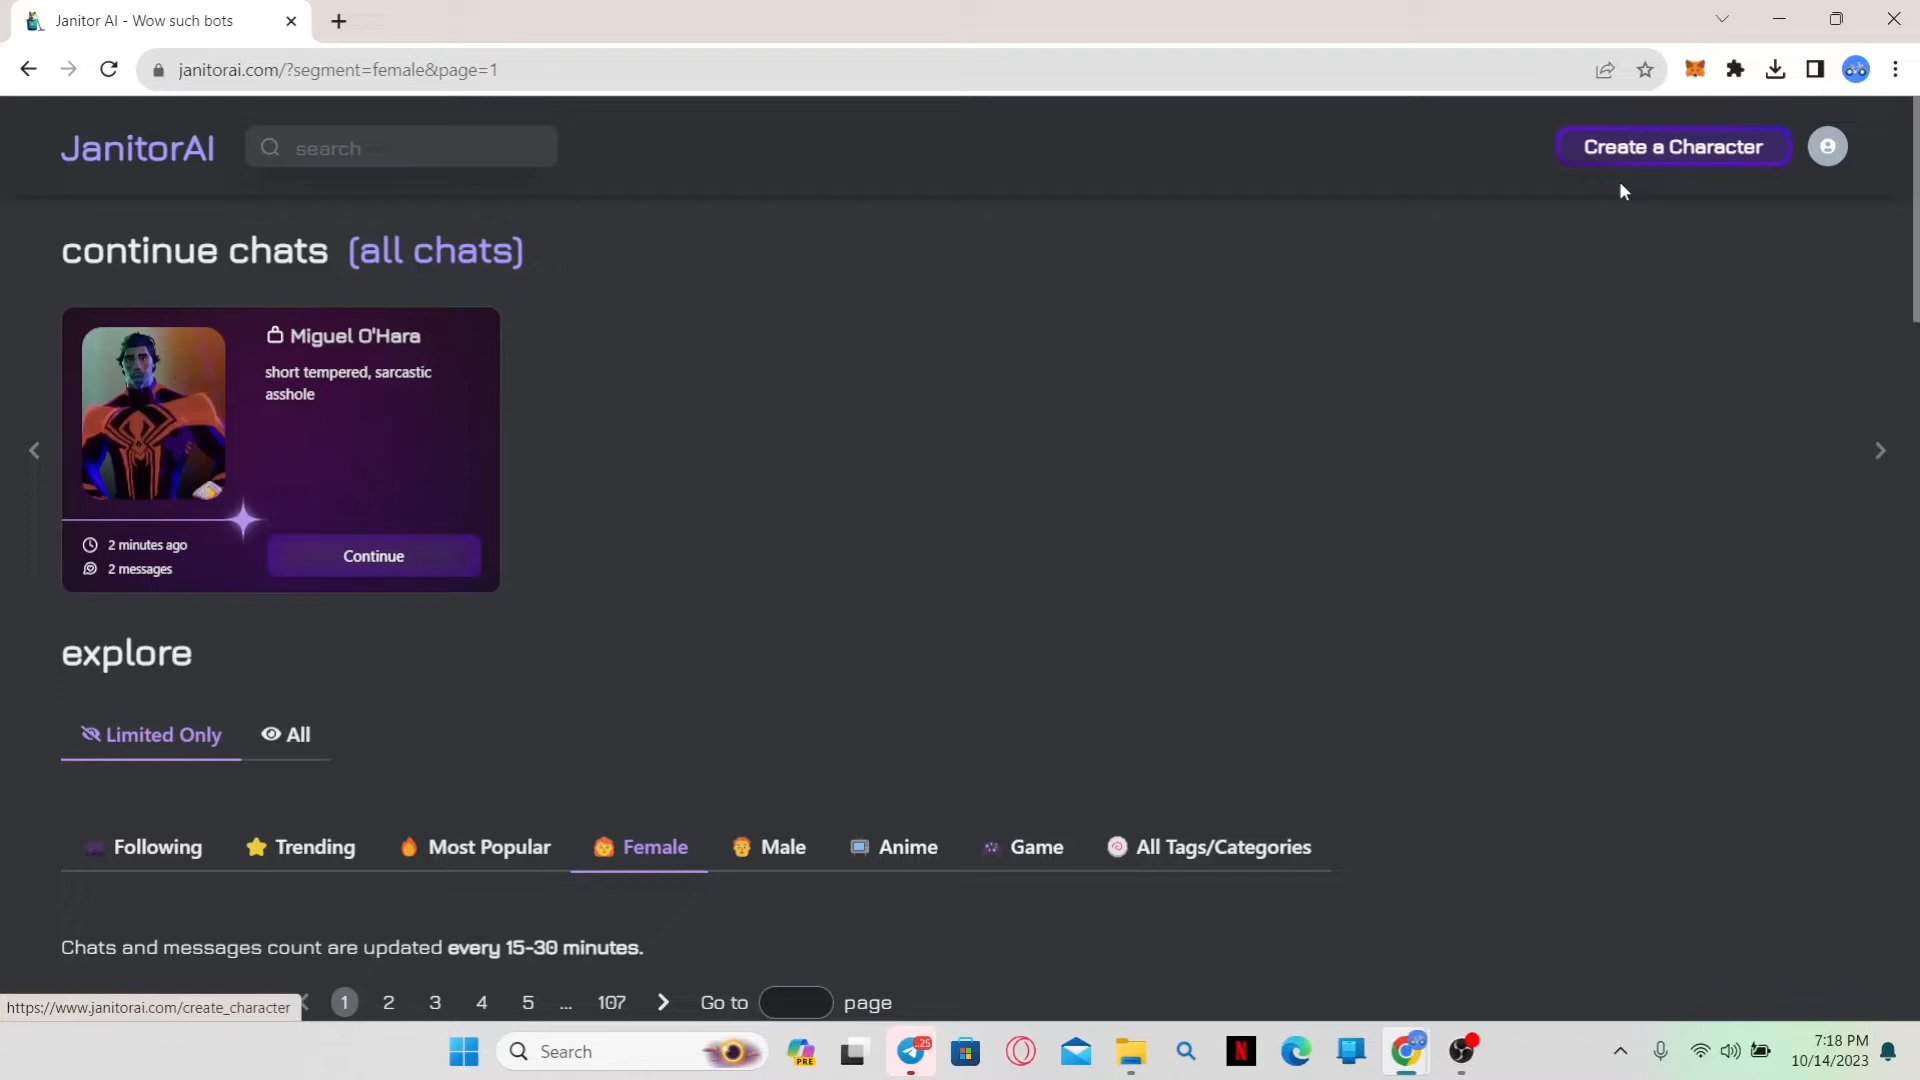 Janitor AI - Wow such bots
janitorai.com/?segment=female&page=1
JanitorAI
search
Create a Character
continue chats (all chats)
Miguel O'Hara
short tempered, sarcastic
asshole
2 minutes ago
2 messages
Continue
explore
Limited Only
All
Following
Trending
Most Popular
Female
Male
Anime
Game
All Tags/Categories
Chats and messages count are updated every 15-30 minutes.
1 2 3 4 5 ... 107 Go to page
https://www.janitorai.com/create_character
Search
PRE
..25
N
7:18 PM
10/14/2023